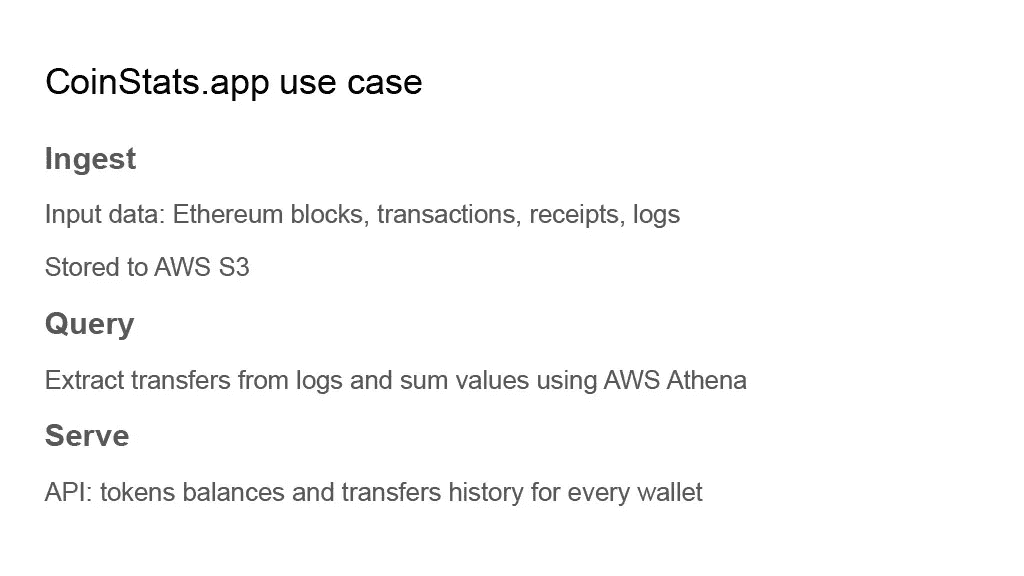 CoinStats.app use case
Ingest
Input data: Ethereum blocks, transactions, receipts, logs
Stored to AWS S3
Query
Extract transfers from logs and sum values using AWS Athena
Serve
API: tokens balances and transfers history for every wallet